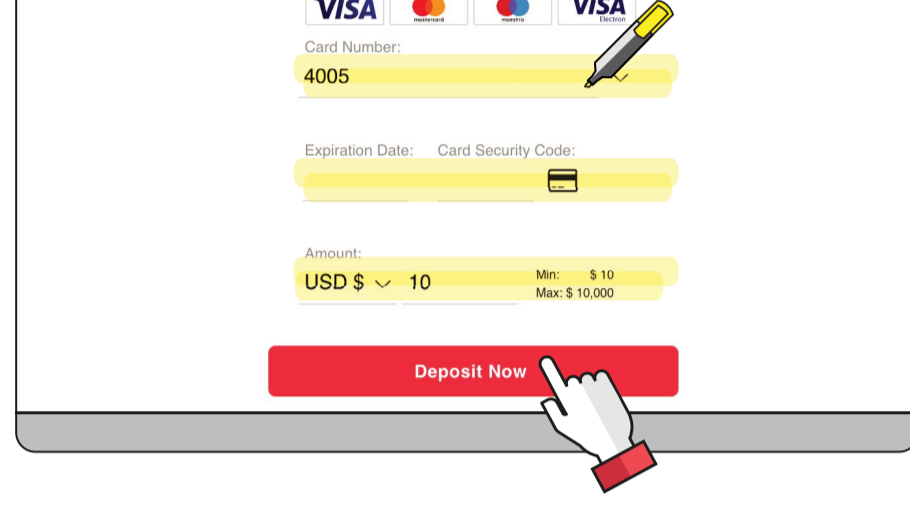 VISA mastercard maestro VISA Electron
Card Number:
4005
Expiration Date: Card Security Code:
Amount:
USD $ 10 Min: $ 10
Max: $ 10,000
Deposit Now